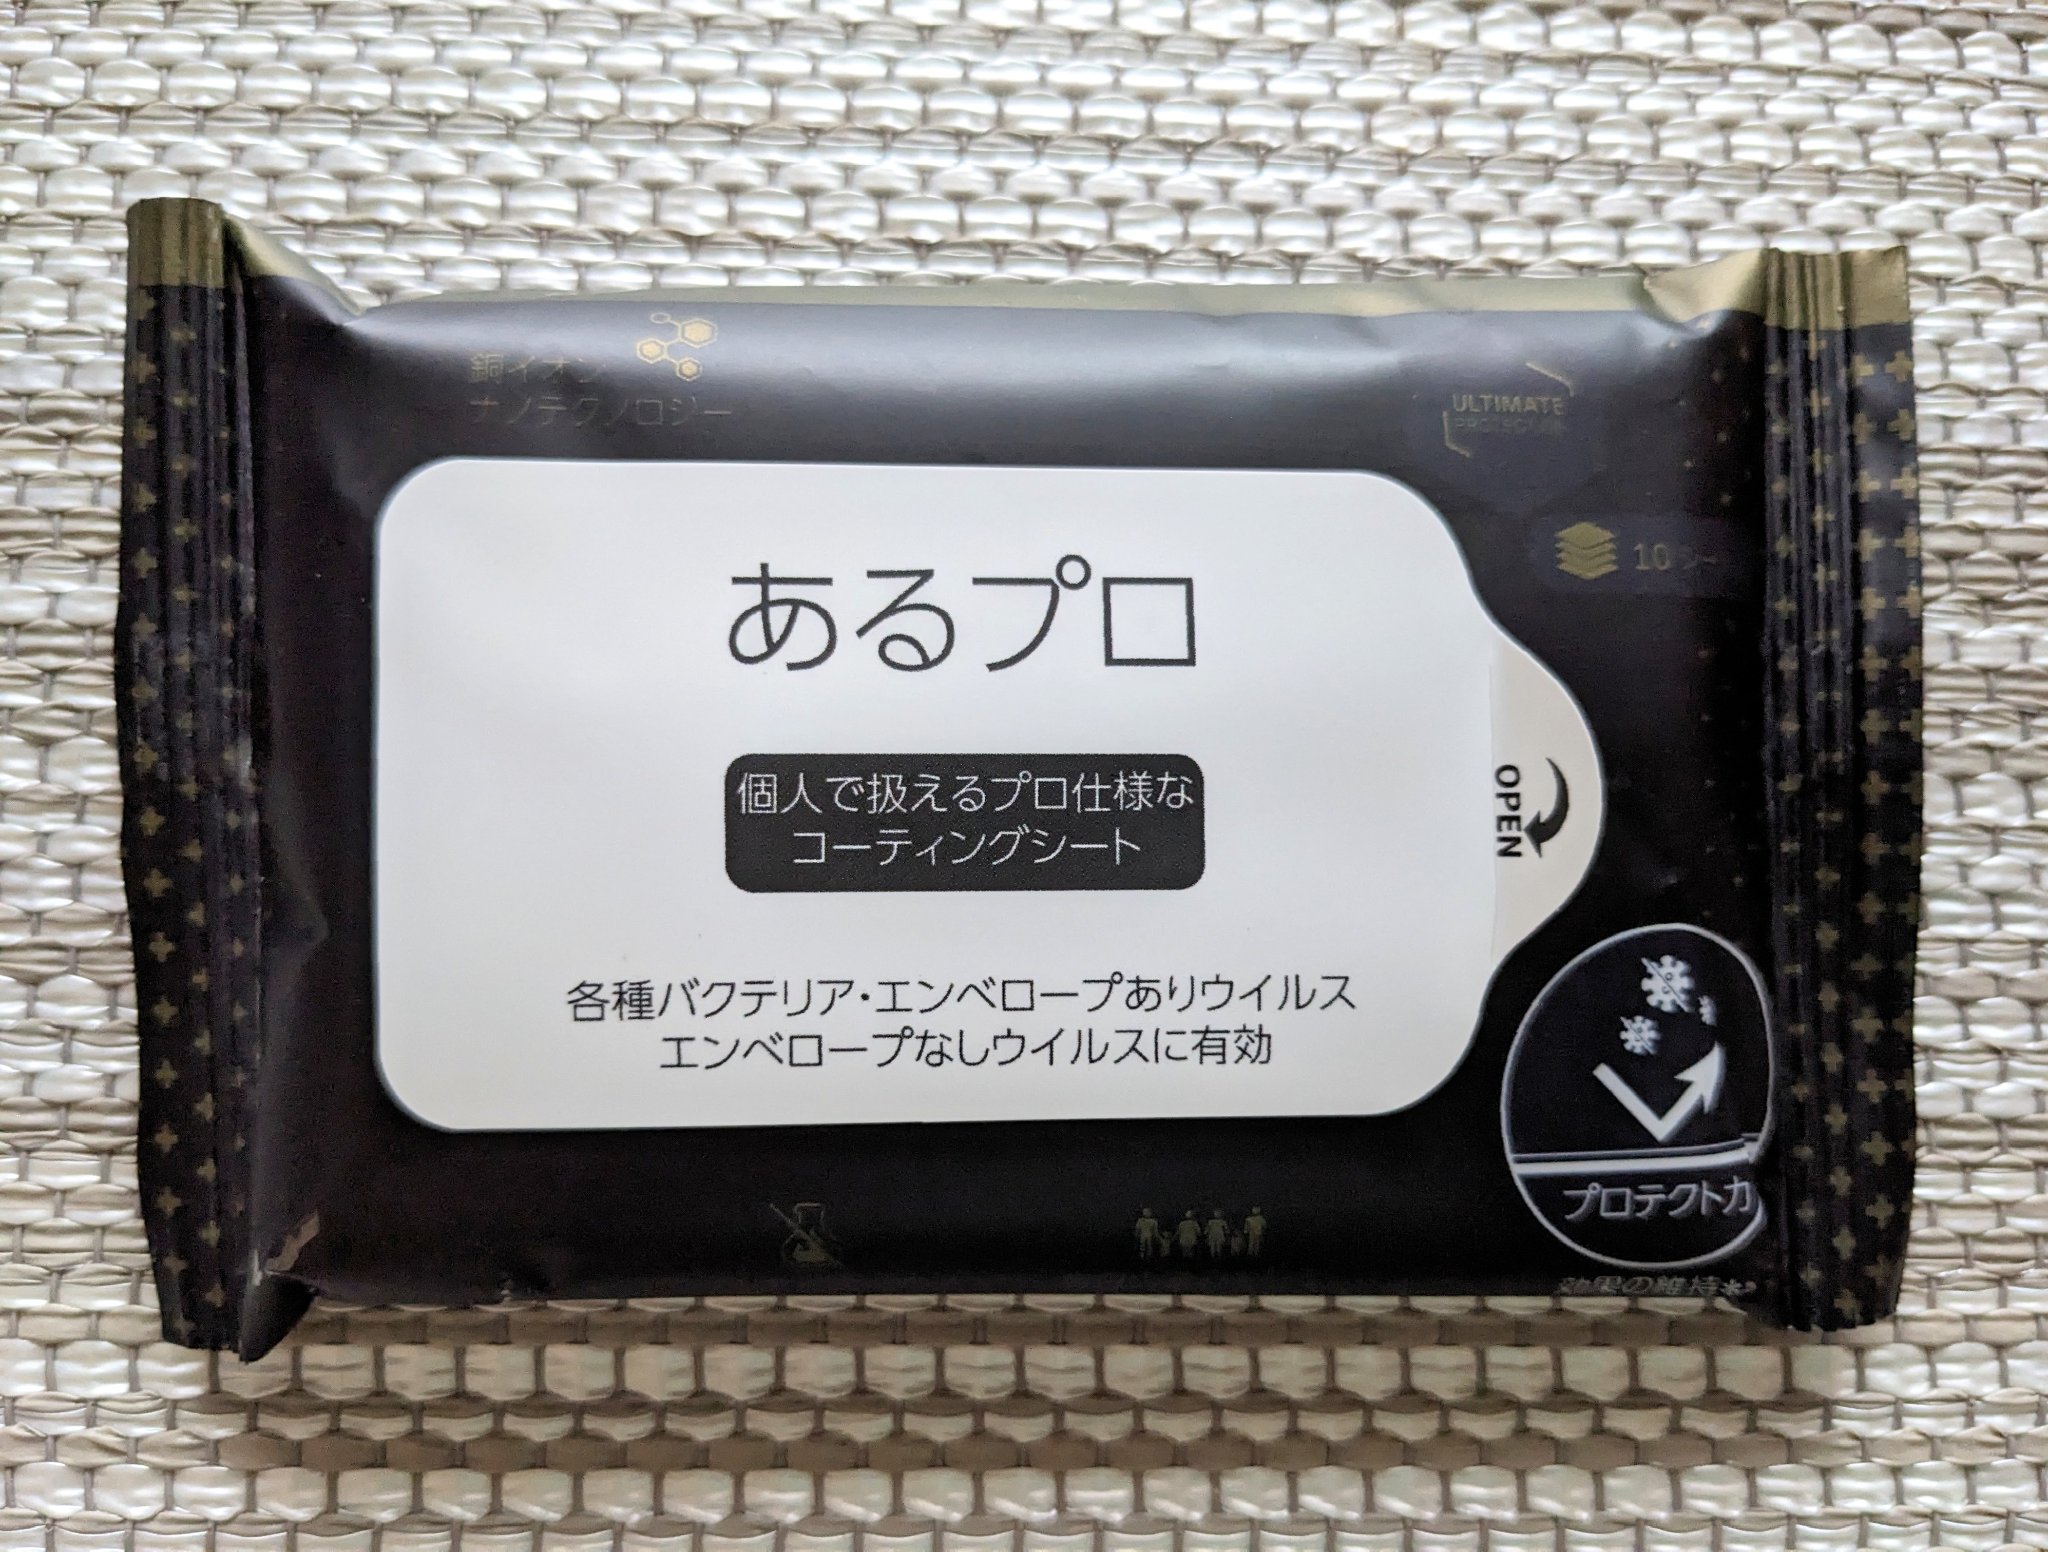 銅イオン
ナノテクノロジー
ULTIMATE
10
あるプロ
個人で扱えるプロ仕様な
コーティングシート
OPEN
各種バクテリア・エンベロープありウイルス
エンベロープなしウイルスに有効
プロテクト力
効果の維持*²